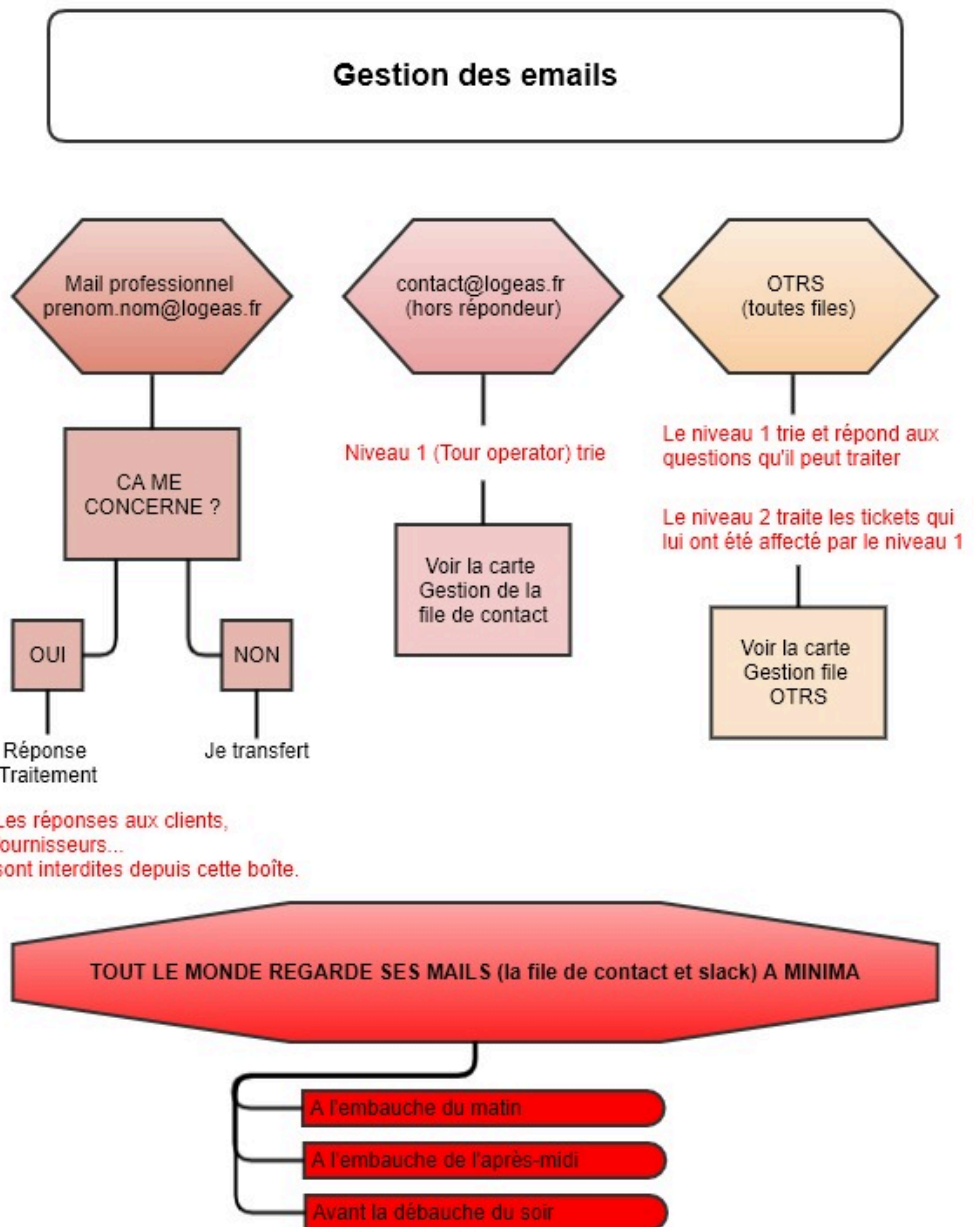 Gestion des emails
Mail professionnel
prenom.nom@logeas.fr
CA ME
CONCERNE ?
OUI
NON
Réponse
Traitement
Je transfert
Les réponses aux clients,
fournisseurs...
sont interdites depuis cette boîte.
contact@logeas.fr
(hors répondeur)
Niveau 1 (Tour operator) trie
Voir la carte
Gestion de la
file de contact
OTRS
(toutes files)
Le niveau 1 trie et répond aux
questions qu'il peut traiter
Le niveau 2 traite les tickets qui
lui ont été affecté par le niveau 1
Voir la carte
Gestion file
OTRS
TOUT LE MONDE REGARDE SES MAILS (la file de contact et slack) A MINIMA
A l'embauche du matin
A l'embauche de l'après-midi
Avant la débauche du soir